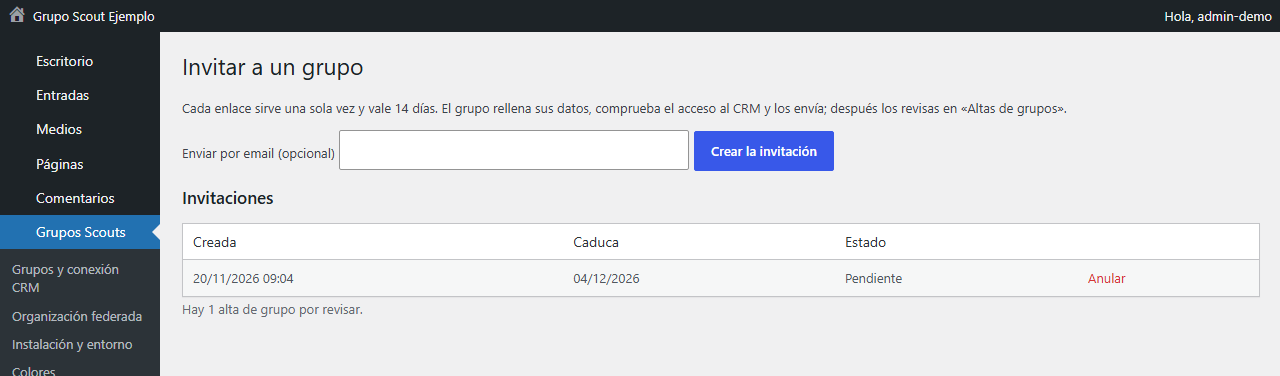 Grupo Scout Ejemplo
Hola, admin-demo
Escritorio
Entradas
Medios
Páginas
Comentarios
Grupos Scouts
Grupos y conexión
CRM
Organización federada
Instalación y entorno
Colores
Invitar a un grupo
Cada enlace sirve una sola vez y vale 14 días. El grupo rellena sus datos, comprueba el acceso al CRM y los envía; después los revisas en «Altas de grupos».
Enviar por email (opcional) Crear la invitación
Invitaciones
Creada Caduca Estado
20/11/2026 09:04 04/12/2026 Pendiente Anular
Hay 1 alta de grupo por revisar.